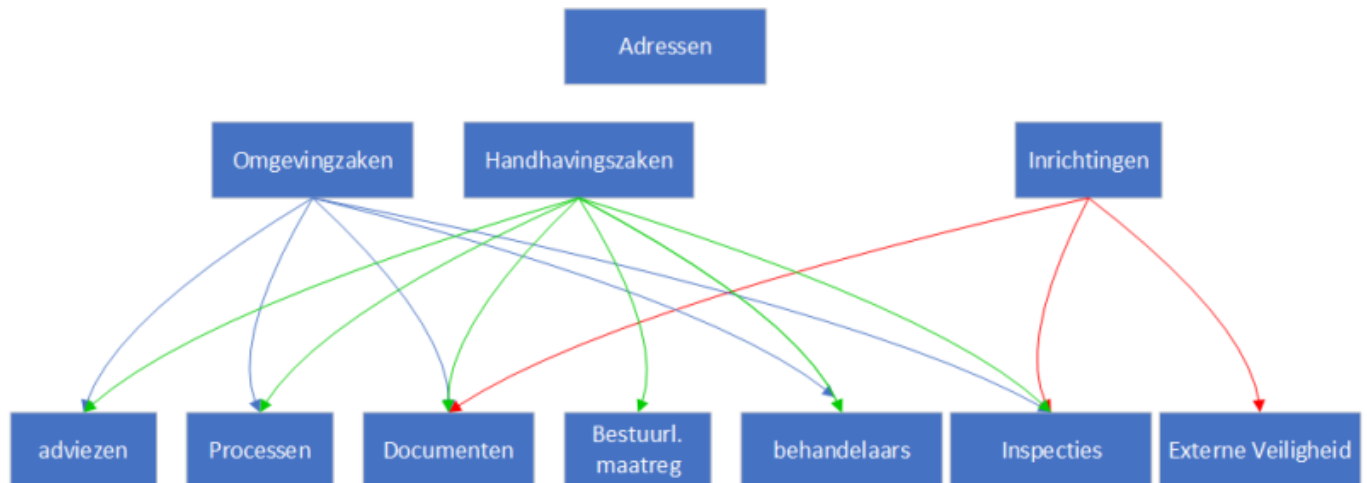 Adressen
Omgevingzaken
Handhavingszaken
Inrichtingen
adviezen
Processen
Documenten
Bestuurl.
maatreg
behandelaars
Inspecties
Externe Veiligheid